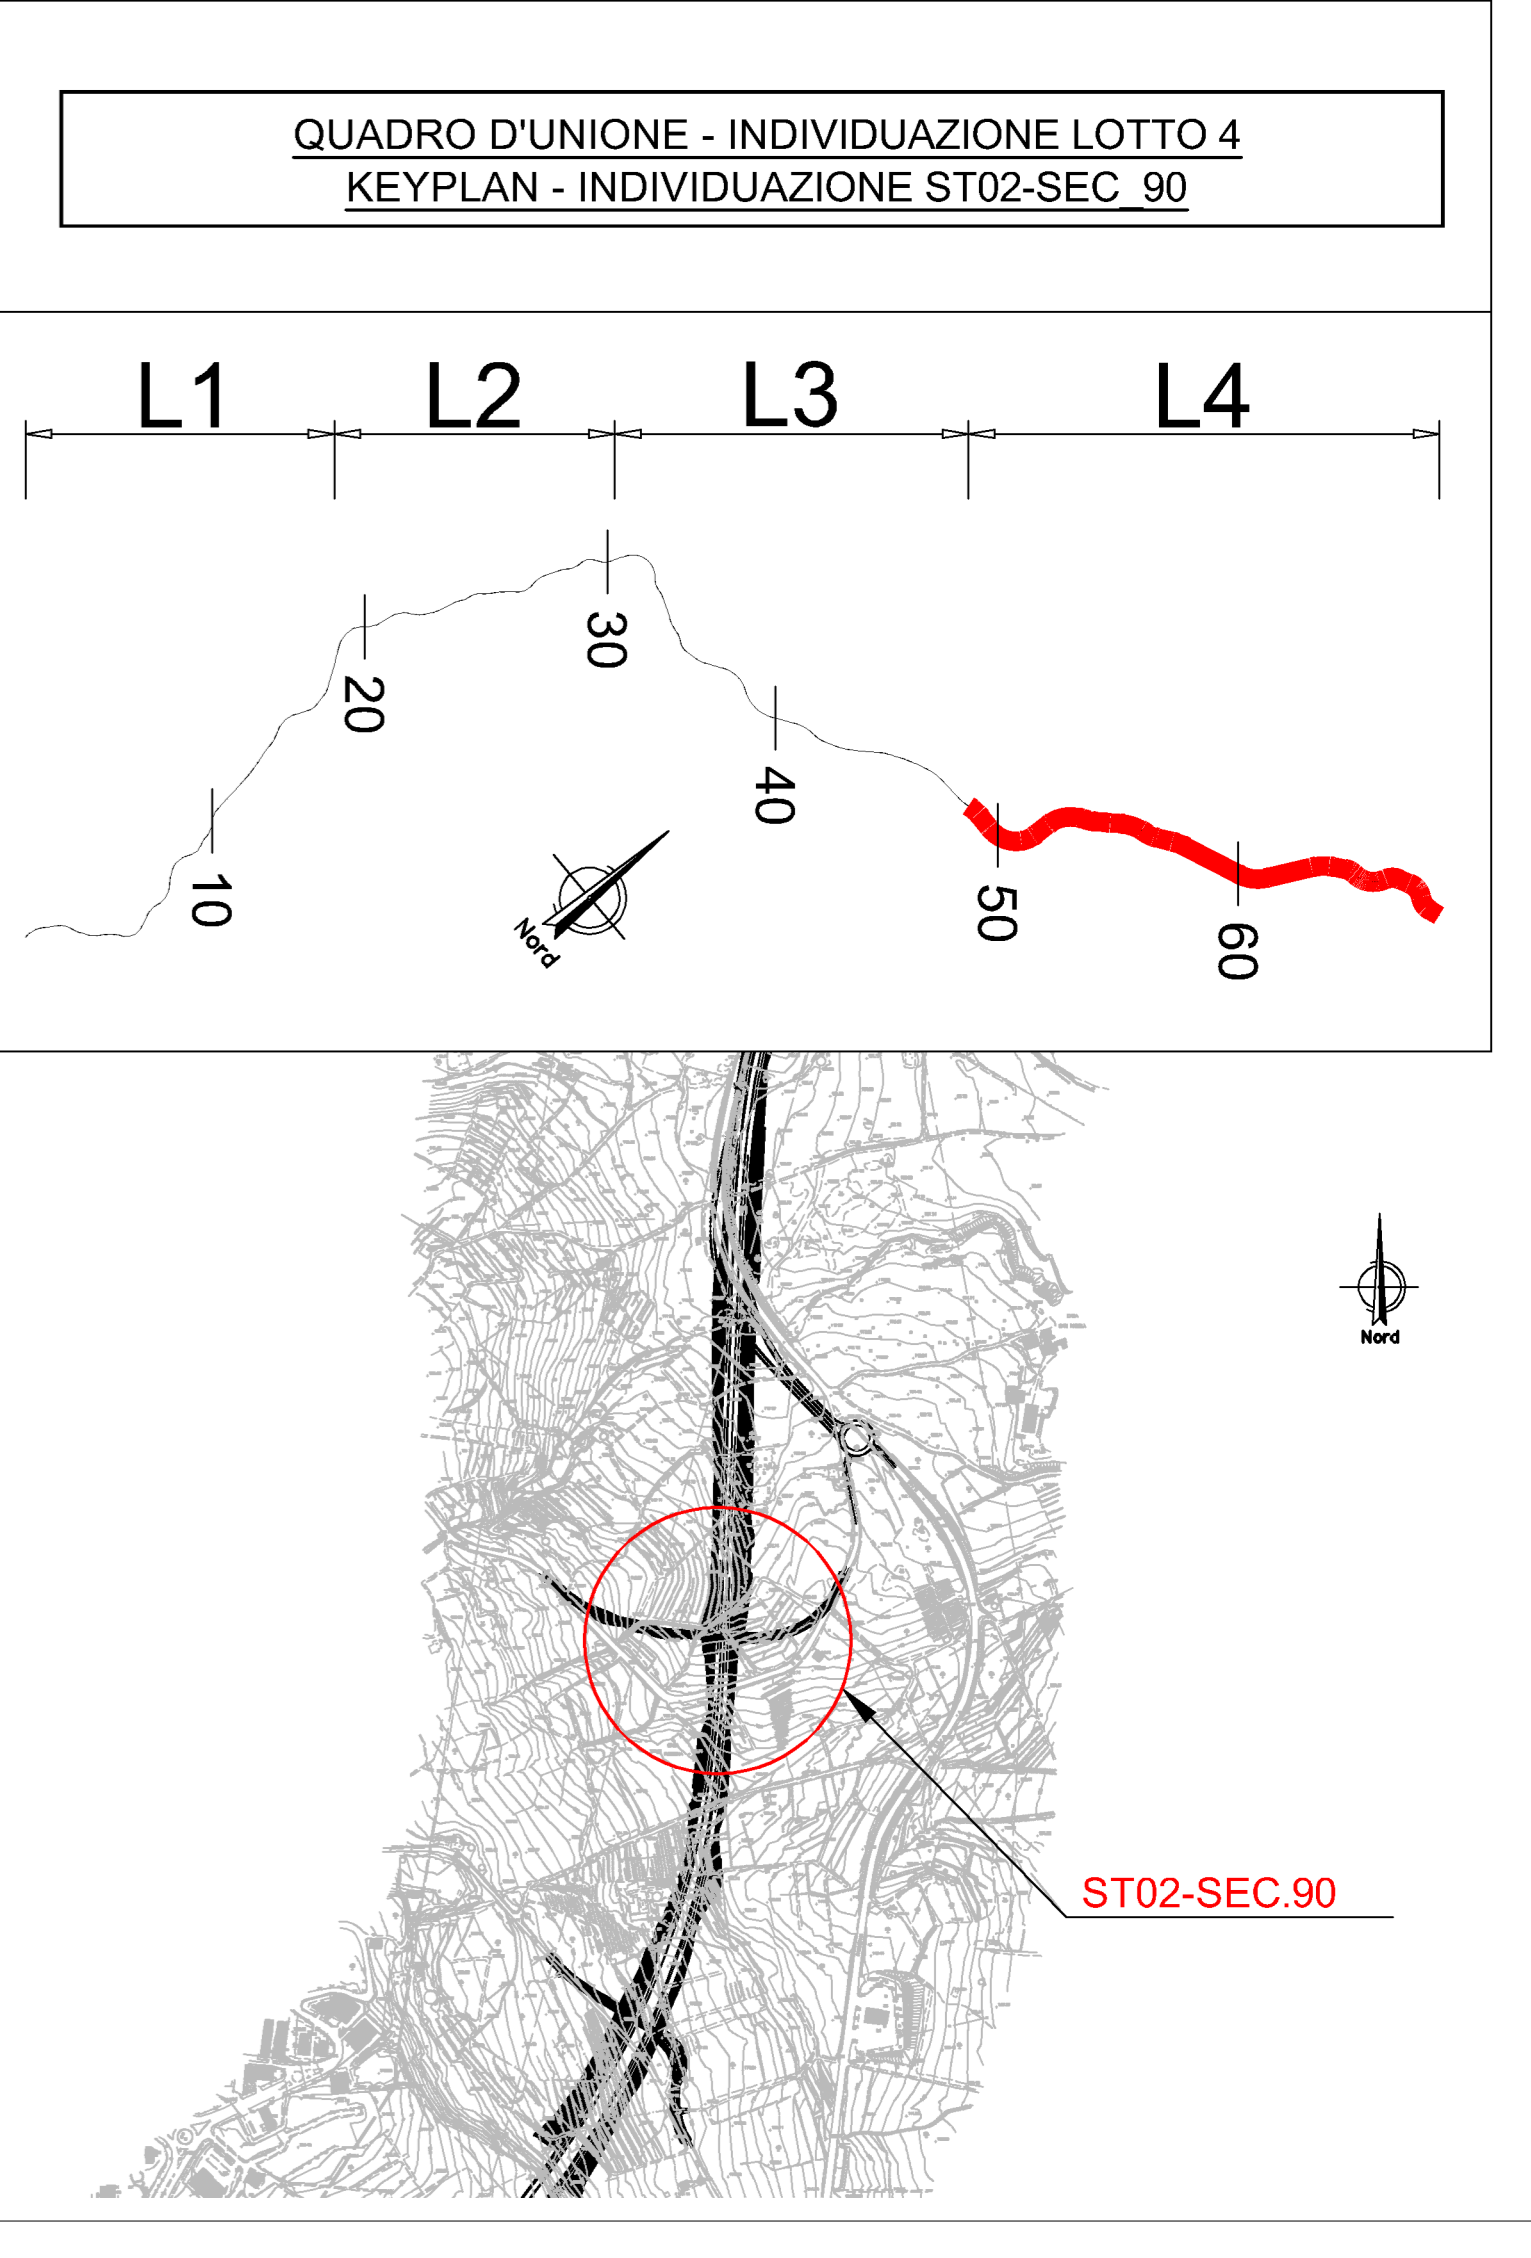 QUADRO D'UNIONE - INDIVIDUAZIONE LOTTO 4
KEYPLAN - INDIVIDUAZIONE ST02-SEC_90
L1
L2
L3
L4
10
20
30
40
50
60
Nord
Nord
ST02-SEC.90